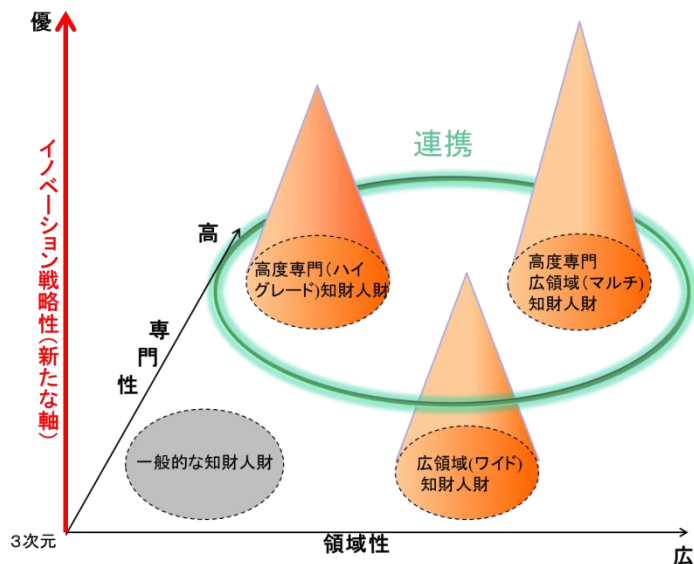 優
イノベーション戦略性(新たな軸)
連携
高
専門性
高度専門(ハイ
グレード)知財人財
高度専門
広領域(マルチ)
知財人財
一般的な知財人財
広領域(ワイド)
知財人財
3次元
領域性
広